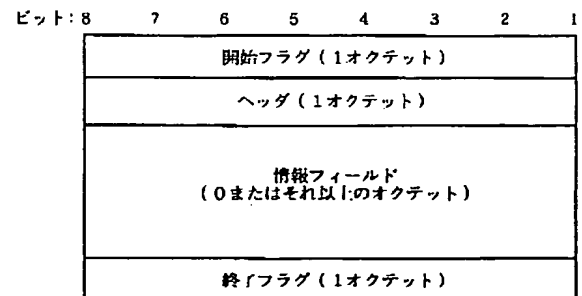 ビット: 8 7 6 5 4 3 2 1
開始フラグ (1オクテット)
ヘッダ (1オクテット)
情報フィールド
(0またはそれ以上のオクテット)
終了フラグ (1オクテット)